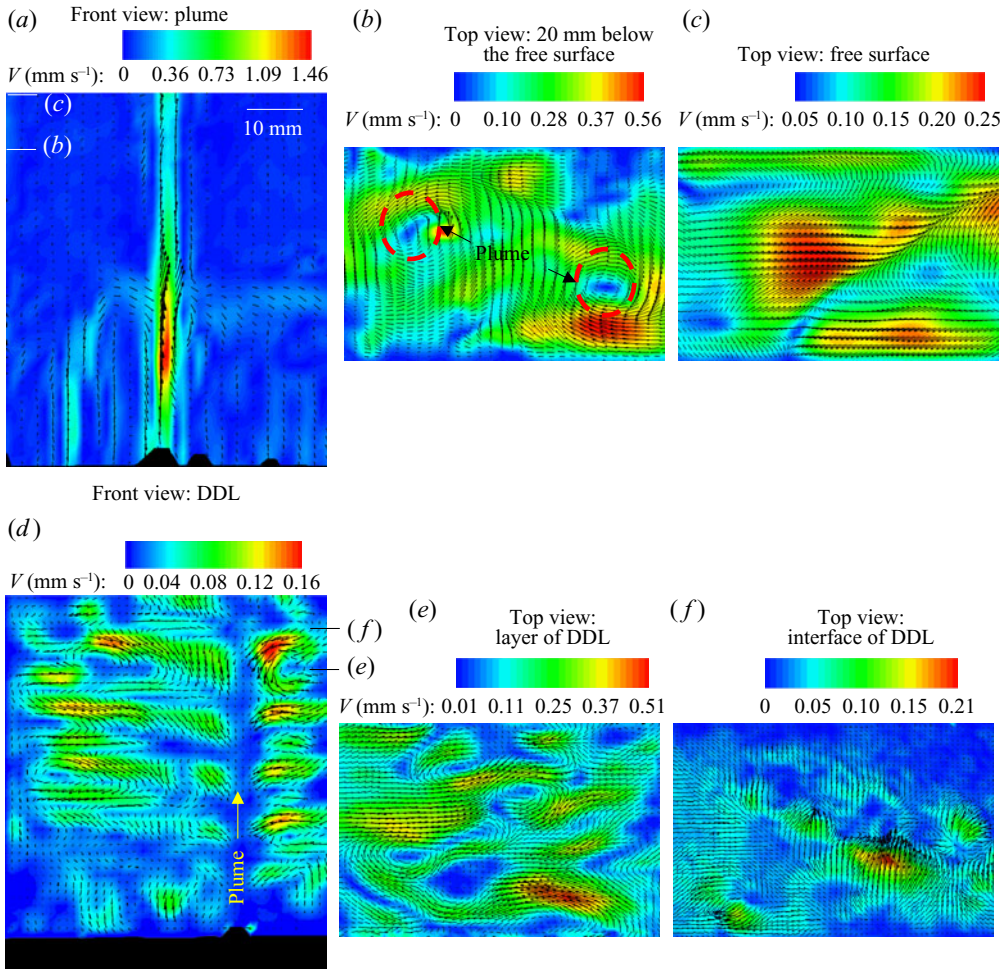 (a)
Front view: plume
V (mm s⁻¹): 0 0.36 0.73 1.09 1.46
(c)
(b)
10 mm
(b)
Top view: 20 mm below
the free surface
V (mm s⁻¹): 0 0.10 0.28 0.37 0.56
Plume
(c)
Top view: free surface
V (mm s⁻¹): 0.05 0.10 0.15 0.20 0.25
Front view: DDL
(d)
V (mm s⁻¹): 0 0.04 0.08 0.12 0.16
(f)
(e)
Plume
(e)
Top view:
layer of DDL
V (mm s⁻¹): 0.01 0.11 0.25 0.37 0.51
(f)
Top view:
interface of DDL
0 0.05 0.10 0.15 0.21